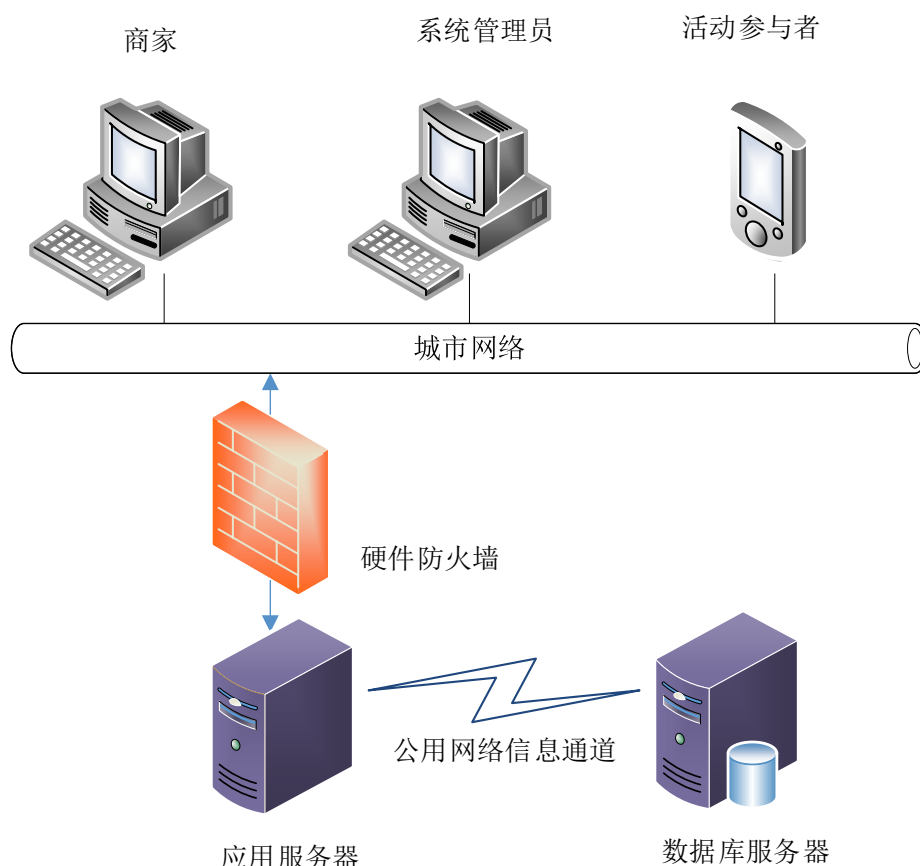 商家
系统管理员
活动参与者
城市网络
硬件防火墙
公用网络信息通道
应用服务器
数据库服务器